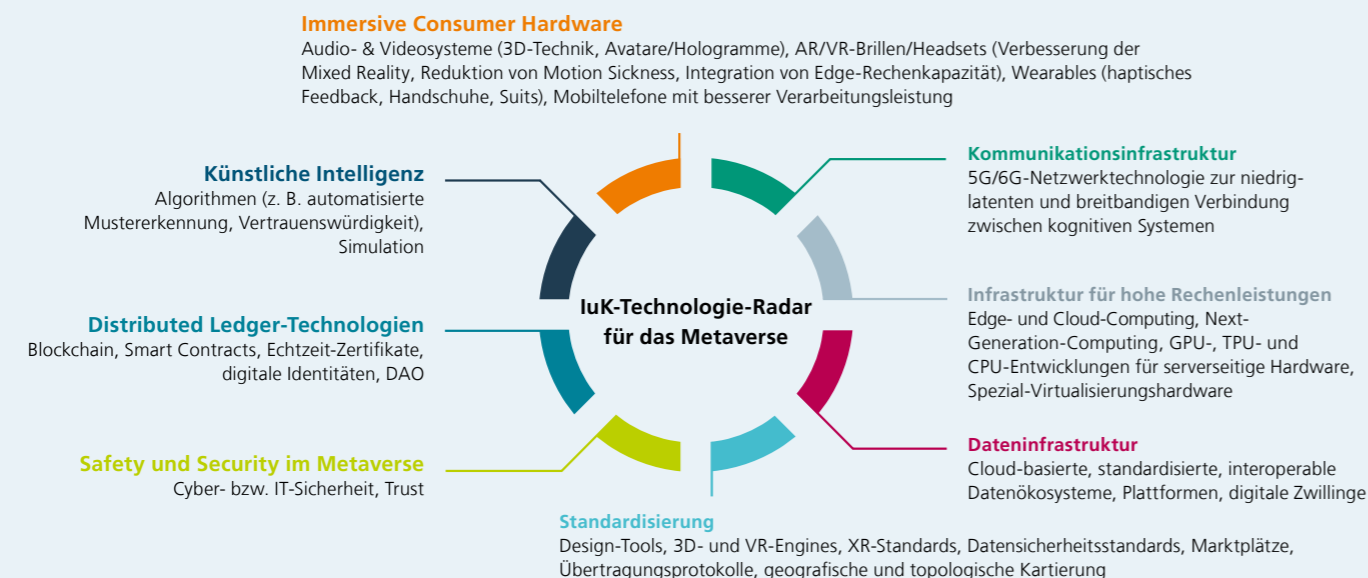 Immersive Consumer Hardware
Audio- & Videosysteme (3D-Technik, Avatare/Hologramme), AR/VR-Brillen/Headsets (Verbesserung der
Mixed Reality, Reduktion von Motion Sickness, Integration von Edge-Rechenkapazität), Wearables (haptisches
Feedback, Handschuhe, Suits), Mobiltelefone mit besserer Verarbeitungsleistung
Kommunikationsinfrastruktur
5G/6G-Netzwerktechnologie zur niedrig-
latenten und breitbandigen Verbindung
zwischen kognitiven Systemen
Infrastruktur für hohe Rechenleistungen
Edge- und Cloud-Computing, Next-
Generation-Computing, GPU-, TPU- und
CPU-Entwicklungen für serverseitige Hardware,
Spezial-Virtualisierungshardware
Dateninfrastruktur
Cloud-basierte, standardisierte, interoperable
Datenökosysteme, Plattformen, digitale Zwillinge
Standardisierung
Design-Tools, 3D- und VR-Engines, XR-Standards, Datensicherheitsstandards, Marktplätze,
Übertragungsprotokolle, geografische und topologische Kartierung
Safety und Security im Metaverse
Cyber- bzw. IT-Sicherheit, Trust
Distributed Ledger-Technologien
Blockchain, Smart Contracts, Echtzeit-Zertifikate,
digitale Identitäten, DAO
Künstliche Intelligenz
Algorithmen (z. B. automatisierte
Mustererkennung, Vertrauenswürdigkeit),
Simulation
IuK-Technologie-Radar
für das Metaverse